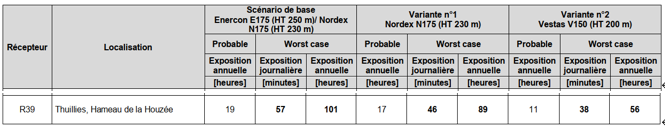 Scénario de base
Enercon E175 (HT 250 m)/ Nordex
N175 (HT 230 m)
Variante n°1
Nordex N175 (HT 230 m)
Variante n°2
Vestas V150 (HT 200 m)
Récepteur
Localisation
Probable
Worst case
Probable
Worst case
Probable
Worst case
Exposition annuelle
Exposition journalière
Exposition annuelle
Exposition annuelle
Exposition journalière
Exposition annuelle
Exposition annuelle
Exposition journalière
Exposition annuelle
[heures] [minutes] [heures] [heures] [minutes] [heures] [heures] [minutes] [heures]
R39 Thuillies, Hameau de la Houzée 19 57 101 17 46 89 11 38 56